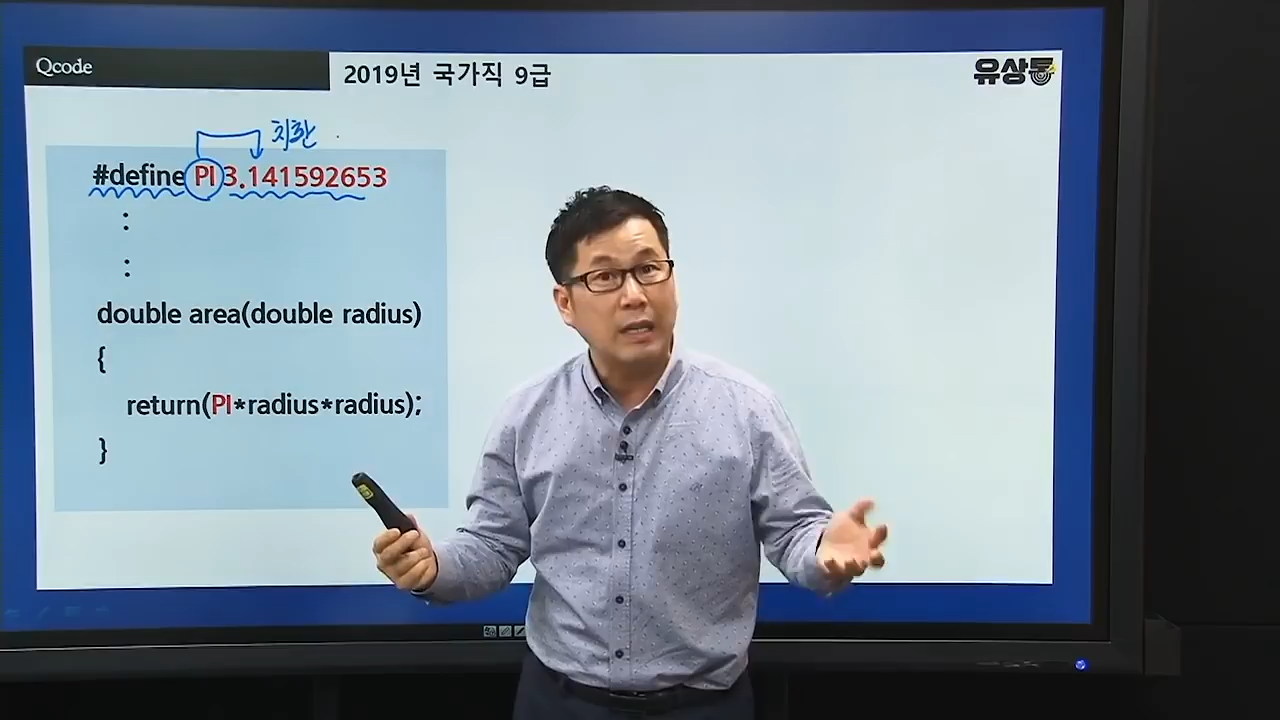 Qcode
2019년 국가직 9급
유상통
치환
#define PI 3.141592653
:
:
double area(double radius)
{
return(PI*radius*radius);
}